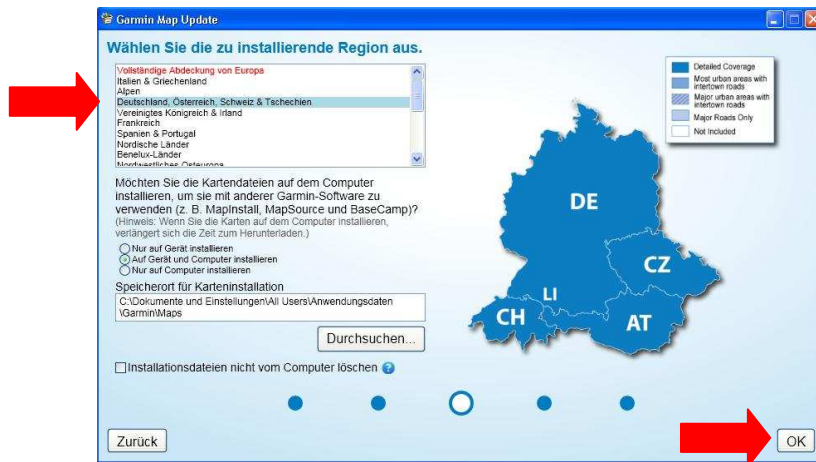 Garmin Map Update
Wählen Sie die zu installierende Region aus.
Vollständige Abdeckung von Europa
Italien & Griechenland
Alpen
Deutschland, Österreich, Schweiz & Tschechien
Vereinigtes Königreich & Irland
Frankreich
Spanien & Portugal
Nordische Länder
Benelux-Länder
Nordwestliches Osteuropa
Möchten Sie die Kartendateien auf dem Computer
installieren, um sie mit anderer Garmin-Software zu
verwenden (z. B. MapInstall, MapSource und BaseCamp)?
(Hinweis: Wenn Sie die Karten auf dem Computer installieren,
verlängert sich die Zeit zum Herunterladen.)
Nur auf Gerät installieren
Auf Gerät und Computer installieren
Nur auf Computer installieren
Speicherort für Karteninstallation
C:\Dokumente und Einstellungen\All Users\Anwendungsdaten
\Garmin\Maps
Durchsuchen...
Installationsdateien nicht vom Computer löschen ?
Detailed Coverage
Most urban areas with
intertown roads
Major urban areas with
intertown roads
Major Roads Only
Not Included
DE
CZ
LI
CH
AT
Zurück
OK